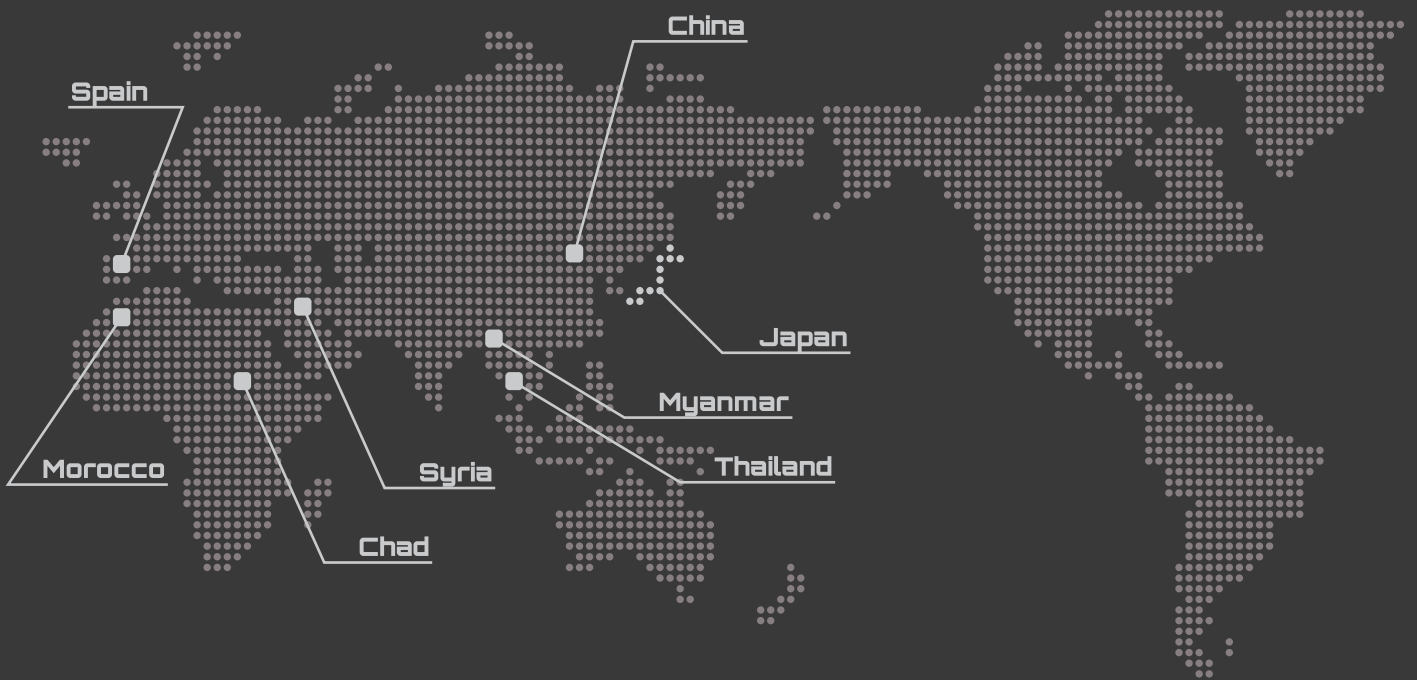 China
Spain
Japan
Myanmar
Morocco
Syria
Thailand
Chad